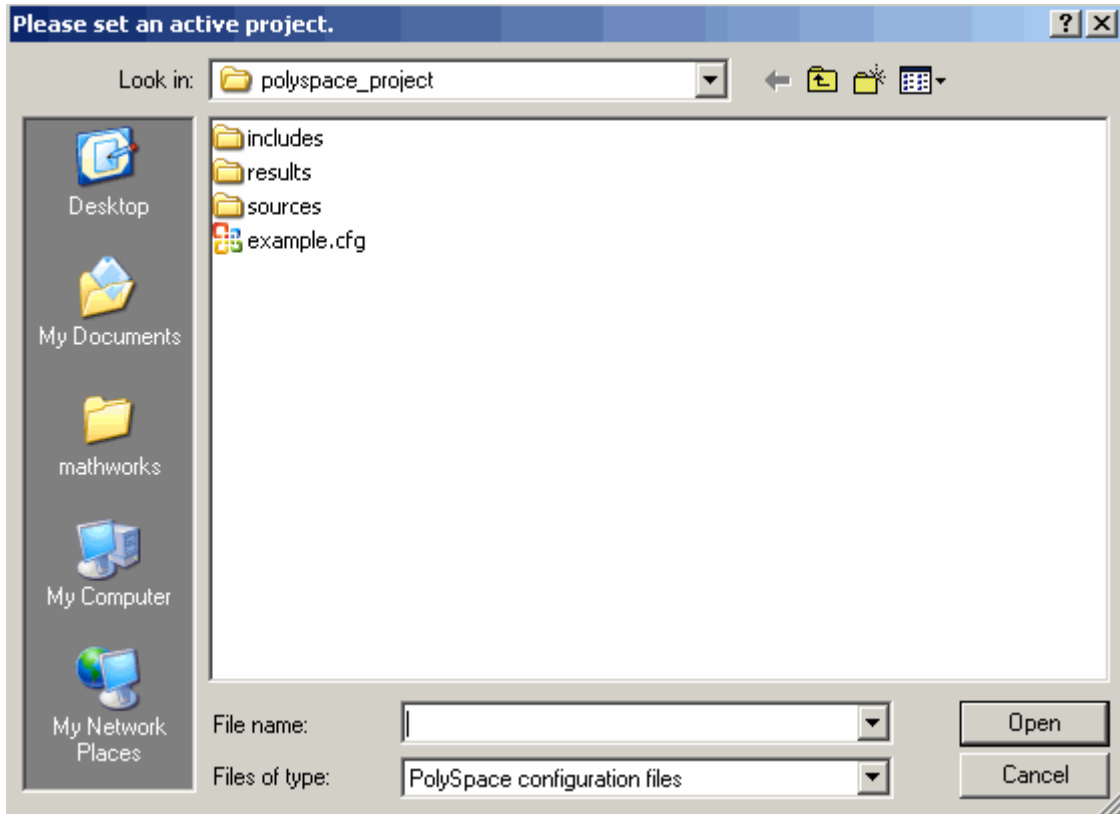 Please set an active project.
Look in:
polyspace_project
Desktop
My Documents
mathworks
My Computer
My Network
Places
includes
results
sources
example.cfg
File name:
Open
Files of type:
PolySpace configuration files
Cancel